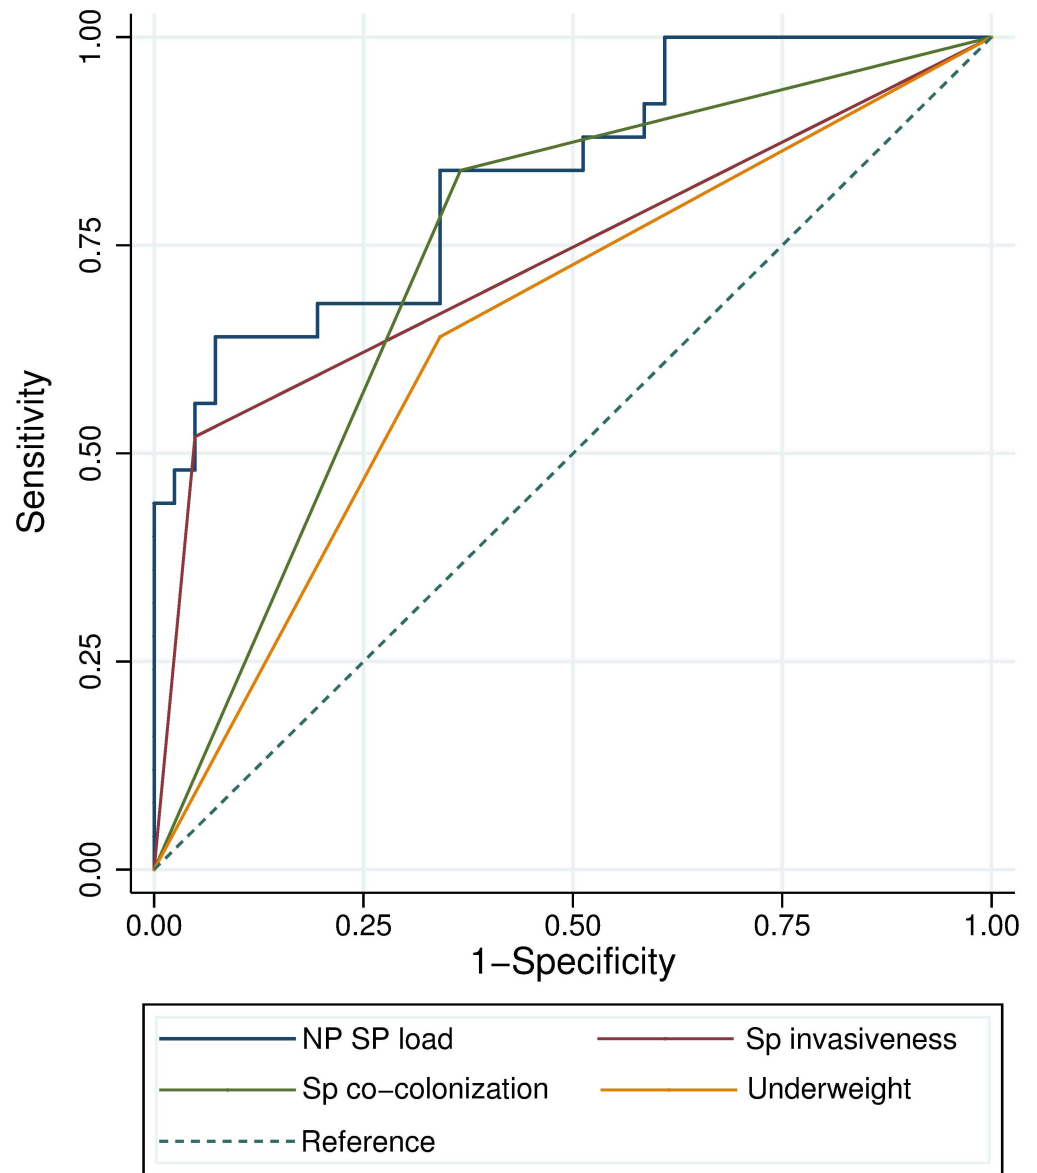 Sensitivity
1.00
0.75
0.50
0.25
0.00
0.00 0.25 0.50 0.75 1.00
1−Specificity
NP SP load Sp invasiveness
Sp co−colonization Underweight
Reference